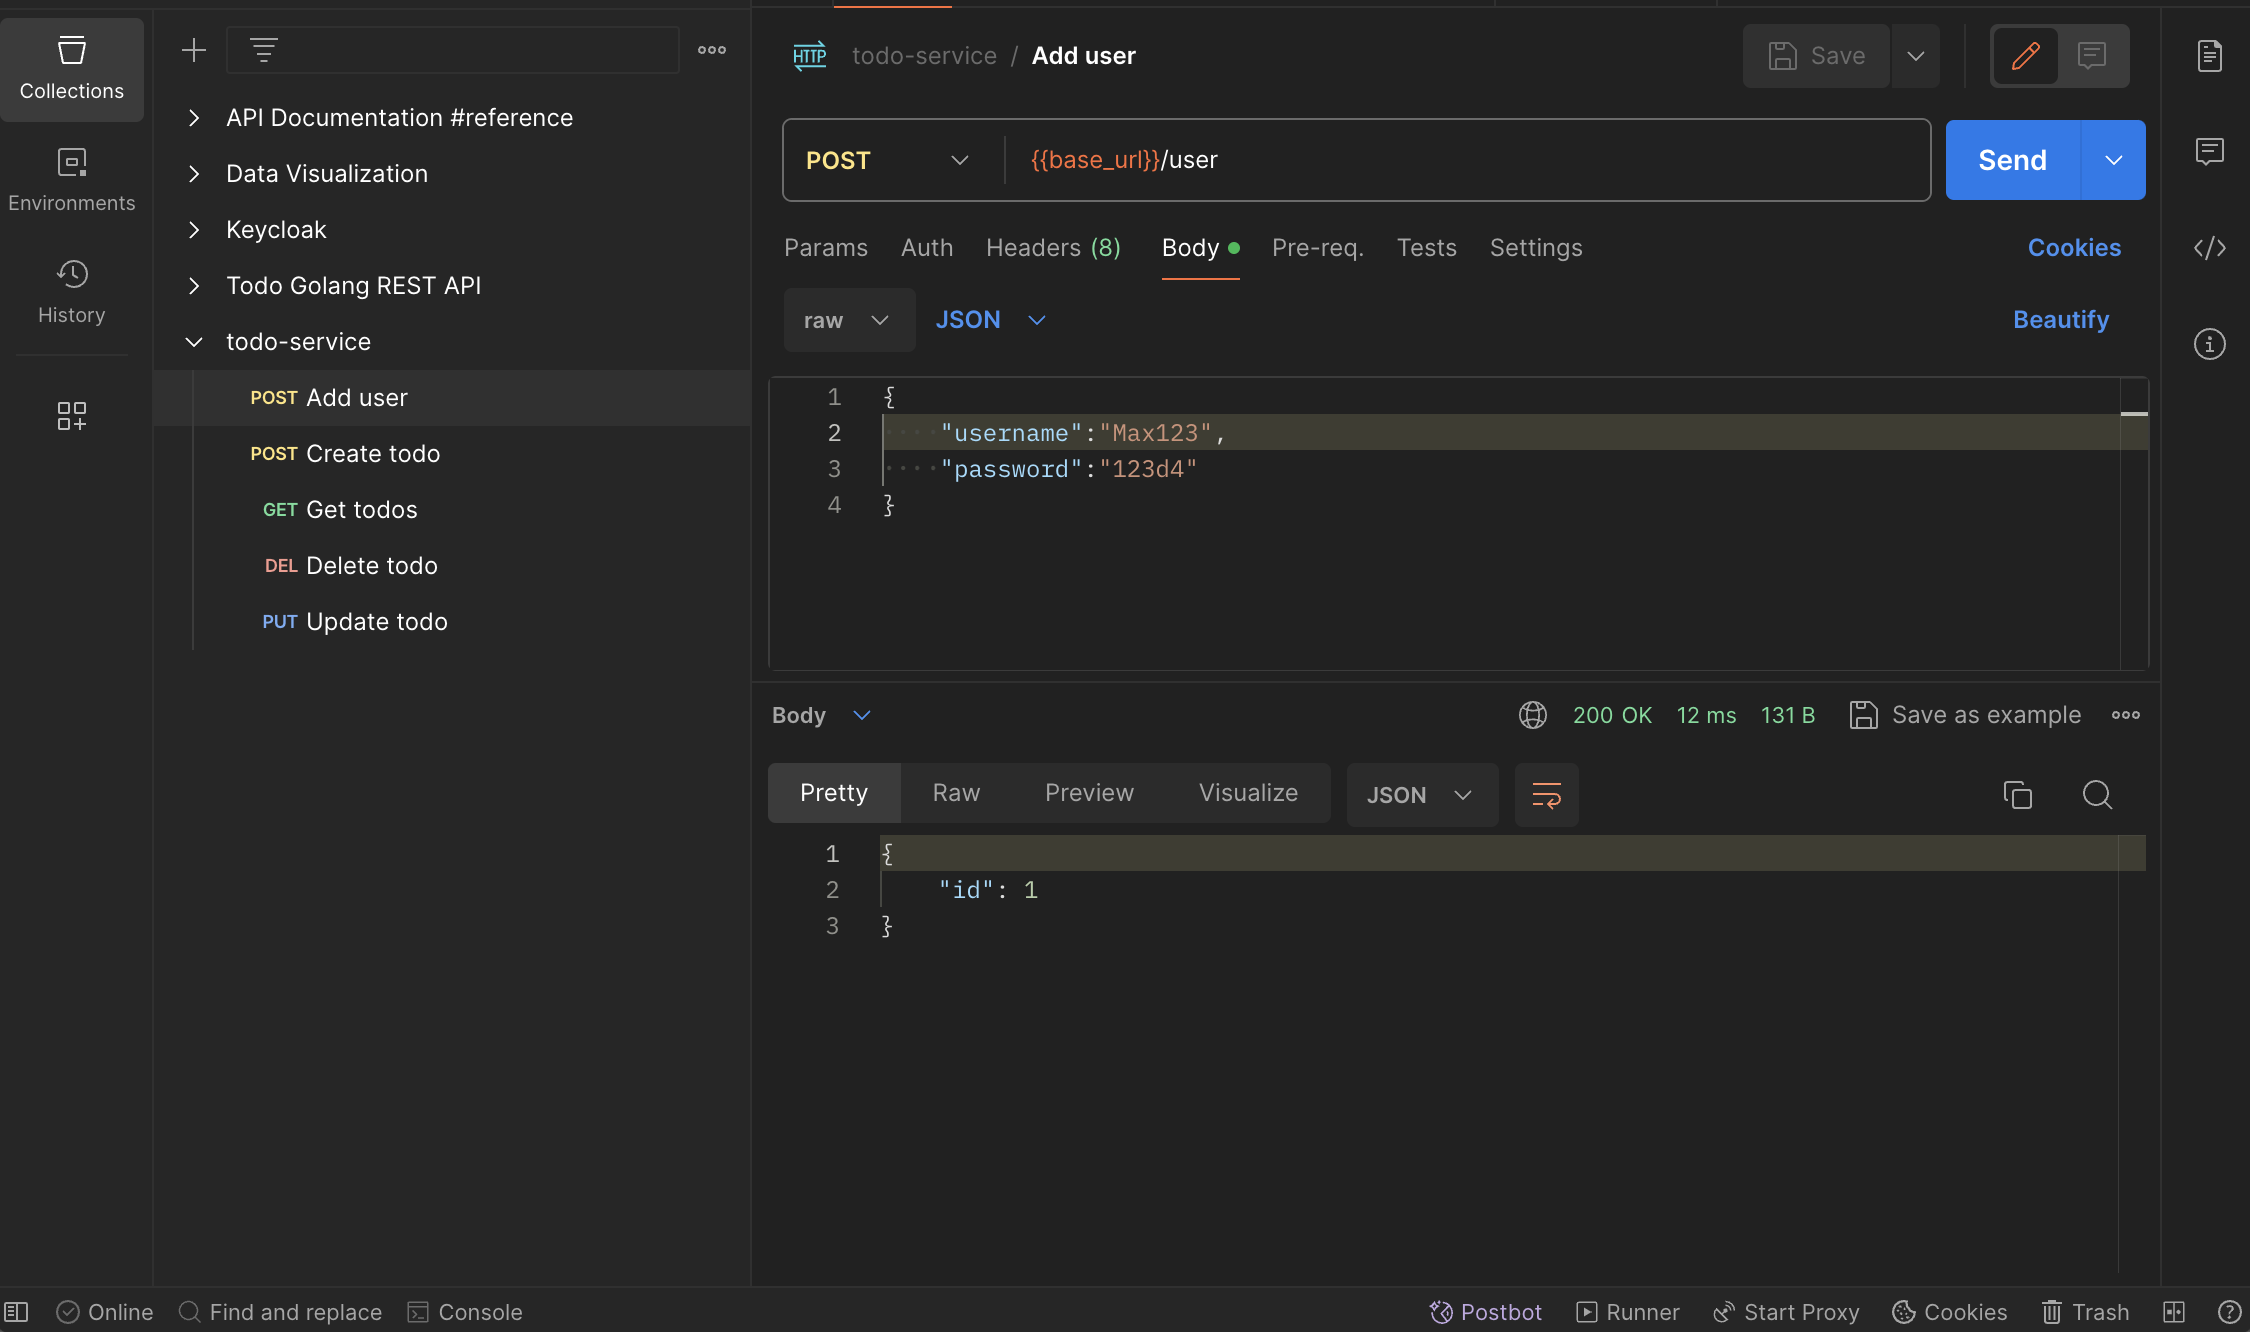 Collections
Environments
History
API Documentation #reference
Data Visualization
Keycloak
Todo Golang REST API
todo-service
POST Add user
POST Create todo
GET Get todos
DEL Delete todo
PUT Update todo
HTTP todo-service / Add user
Save
POST {{base_url}}/user
Send
Params Auth Headers (8) Body Pre-req. Tests Settings Cookies
raw JSON Beautify
1 {
2 ····"username":"Max123",
3 ····"password":"123d4"
4 }
Body 200 OK 12 ms 131 B Save as example
Pretty Raw Preview Visualize JSON
1 {
2 "id": 1
3 }
Online Find and replace Console Postbot Runner Start Proxy Cookies Trash